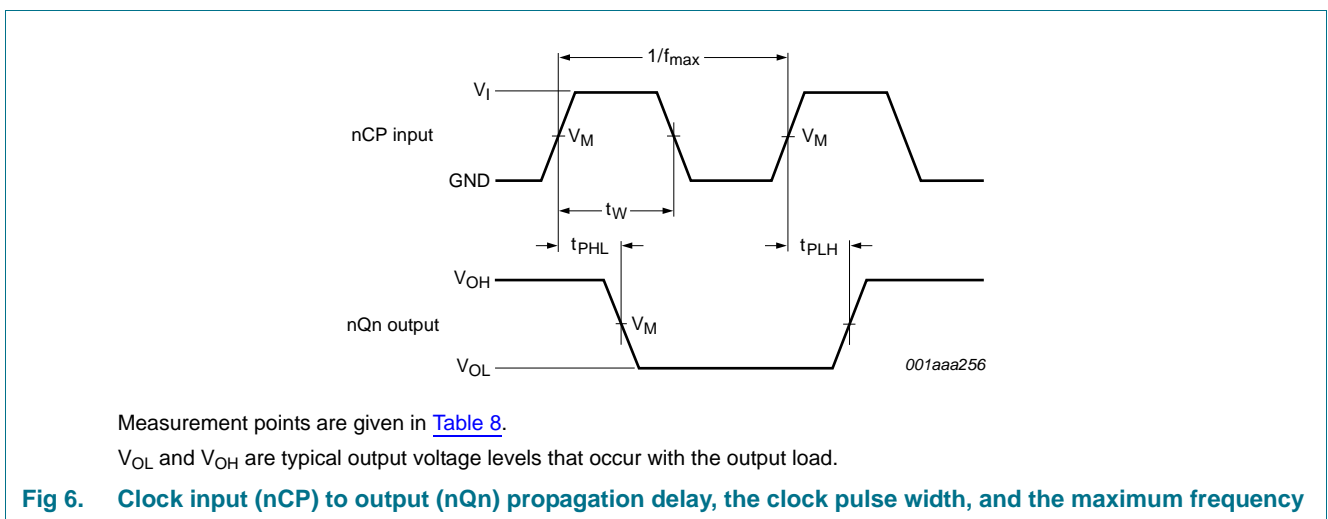 1/fmax
VI
nCP input
VM
VM
GND
tW
tPHL
tPLH
VOH
nQn output
VM
VOL
001aaa256
Measurement points are given in Table 8.
VOL and VOH are typical output voltage levels that occur with the output load.
Fig 6. Clock input (nCP) to output (nQn) propagation delay, the clock pulse width, and the maximum frequency